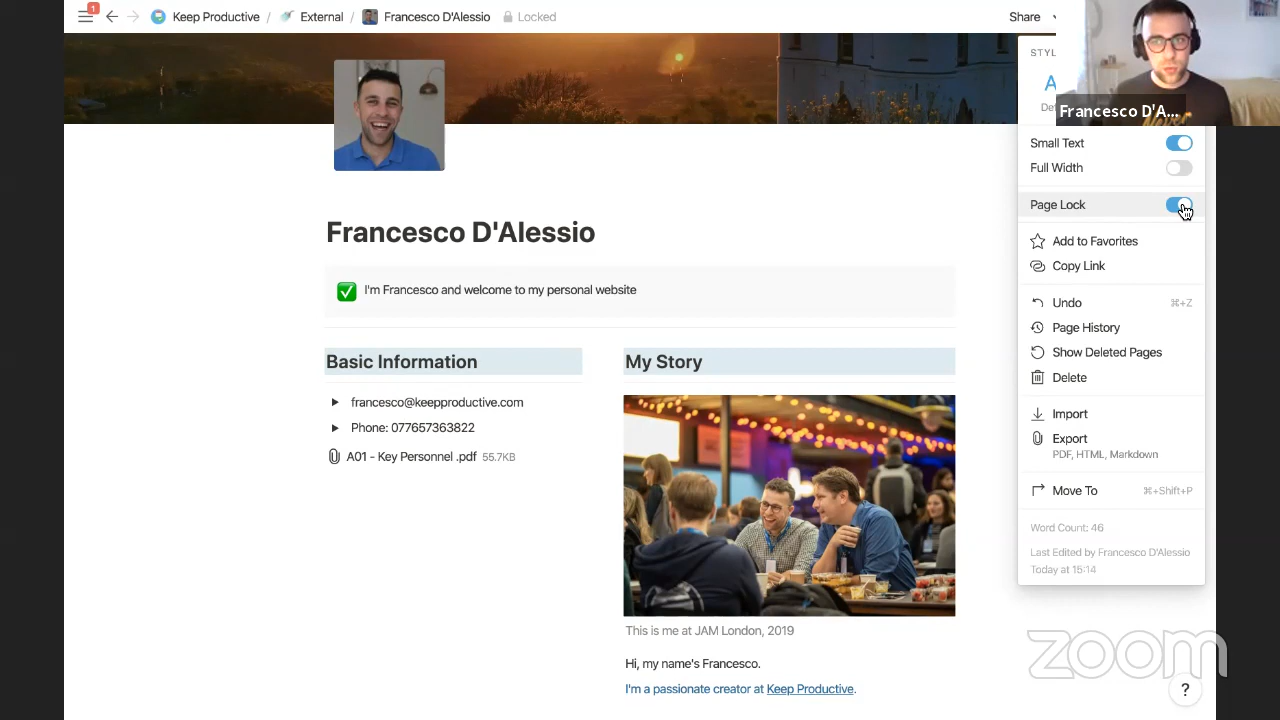 1
Keep Productive / External / Francesco D'Alessio Locked
Share
STYL
A
De
Francesco D'A...
Small Text
Full Width
Page Lock
Add to Favorites
Copy Link
Undo ⌘+Z
Page History
Show Deleted Pages
Delete
Import
Export
PDF, HTML, Markdown
Move To ⌘+Shift+P
Word Count: 46
Last Edited by Francesco D'Alessio
Today at 15:14
Francesco D'Alessio
I'm Francesco and welcome to my personal website
Basic Information
francesco@keepproductive.com
Phone: 077657363822
A01 - Key Personnel .pdf 55.7KB
My Story
This is me at JAM London, 2019
Hi, my name's Francesco.
I'm a passionate creator at Keep Productive.
zoom
?